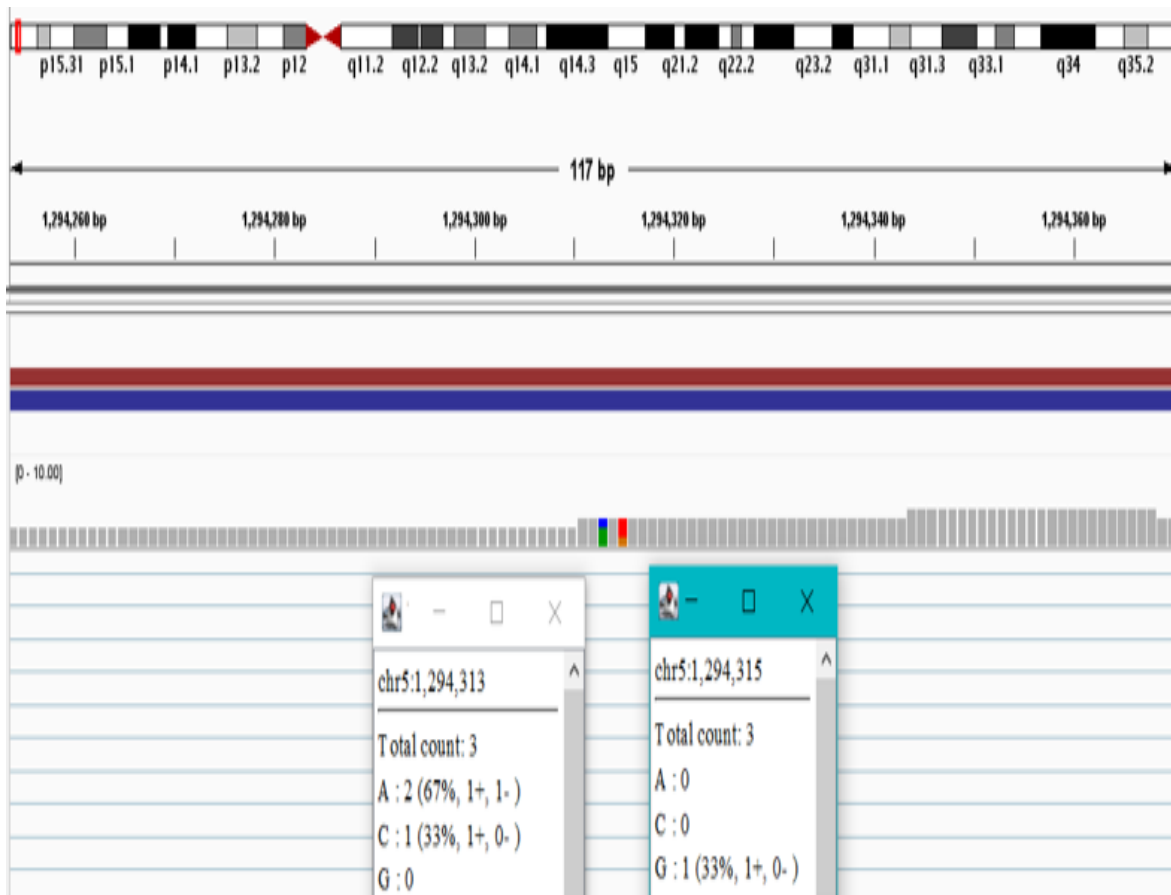 p15.31 p15.1 p14.1 p13.2 p12 q11.2 q12.2 q13.2 q14.1 q14.3 q15 q21.2 q22.2 q23.2 q31.1 q31.3 q33.1 q34 q35.2
117 bp
1,294,260 bp 1,294,280 bp 1,294,300 bp 1,294,320 bp 1,294,340 bp 1,294,360 bp
[0 - 10.00]
chr5:1,294,313
Total count: 3
A : 2 (67%, 1+, 1- )
C : 1 (33%, 1+, 0- )
G : 0
chr5:1,294,315
Total count: 3
A : 0
C : 0
G : 1 (33%, 1+, 0- )